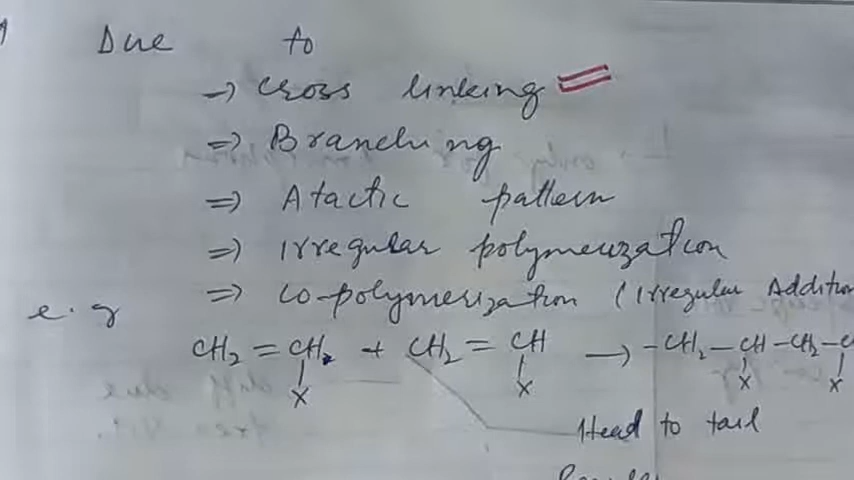 Due to
→ Cross linking
⇒ Branching
⇒ Atactic pattern
⇒ Irregular polymerization
e.g ⇒ Co-polymerization (Irregular Addition
CH₂ = CH₂ + CH₂ = CH → -CH₂-CH-CH₂-C
X X X X
Head to tail